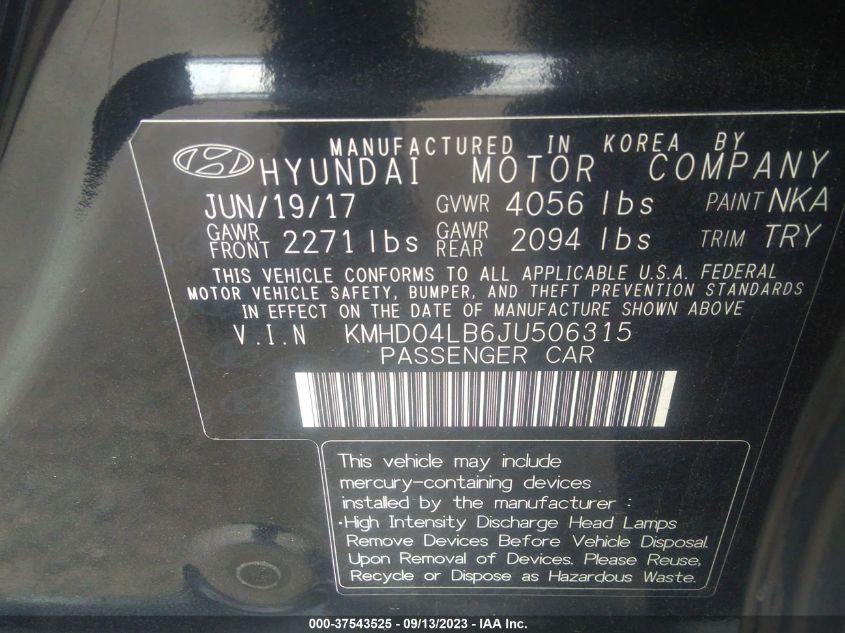 MANUFACTURED IN KOREA BY
HYUNDAI MOTOR COMPANY
JUN/19/17 GVWR 4056 lbs PAINT NKA
GAWR FRONT 2271 lbs GAWR REAR 2094 lbs TRIM TRY
THIS VEHICLE CONFORMS TO ALL APPLICABLE U.S.A. FEDERAL
MOTOR VEHICLE SAFETY, BUMPER, AND THEFT PREVENTION STANDARDS
IN EFFECT ON THE DATE OF MANUFACTURE SHOWN ABOVE
V.I.N KMHD04LB6JU506315
PASSENGER CAR
This vehicle may include
mercury-containing devices
installed by the manufacturer :
·High Intensity Discharge Head Lamps
Remove Devices Before Vehicle Disposal.
Upon Removal of Devices, Please Reuse,
Recycle or Dispose as Hazardous Waste.
000-37543525 - 09/13/2023 - IAA Inc.